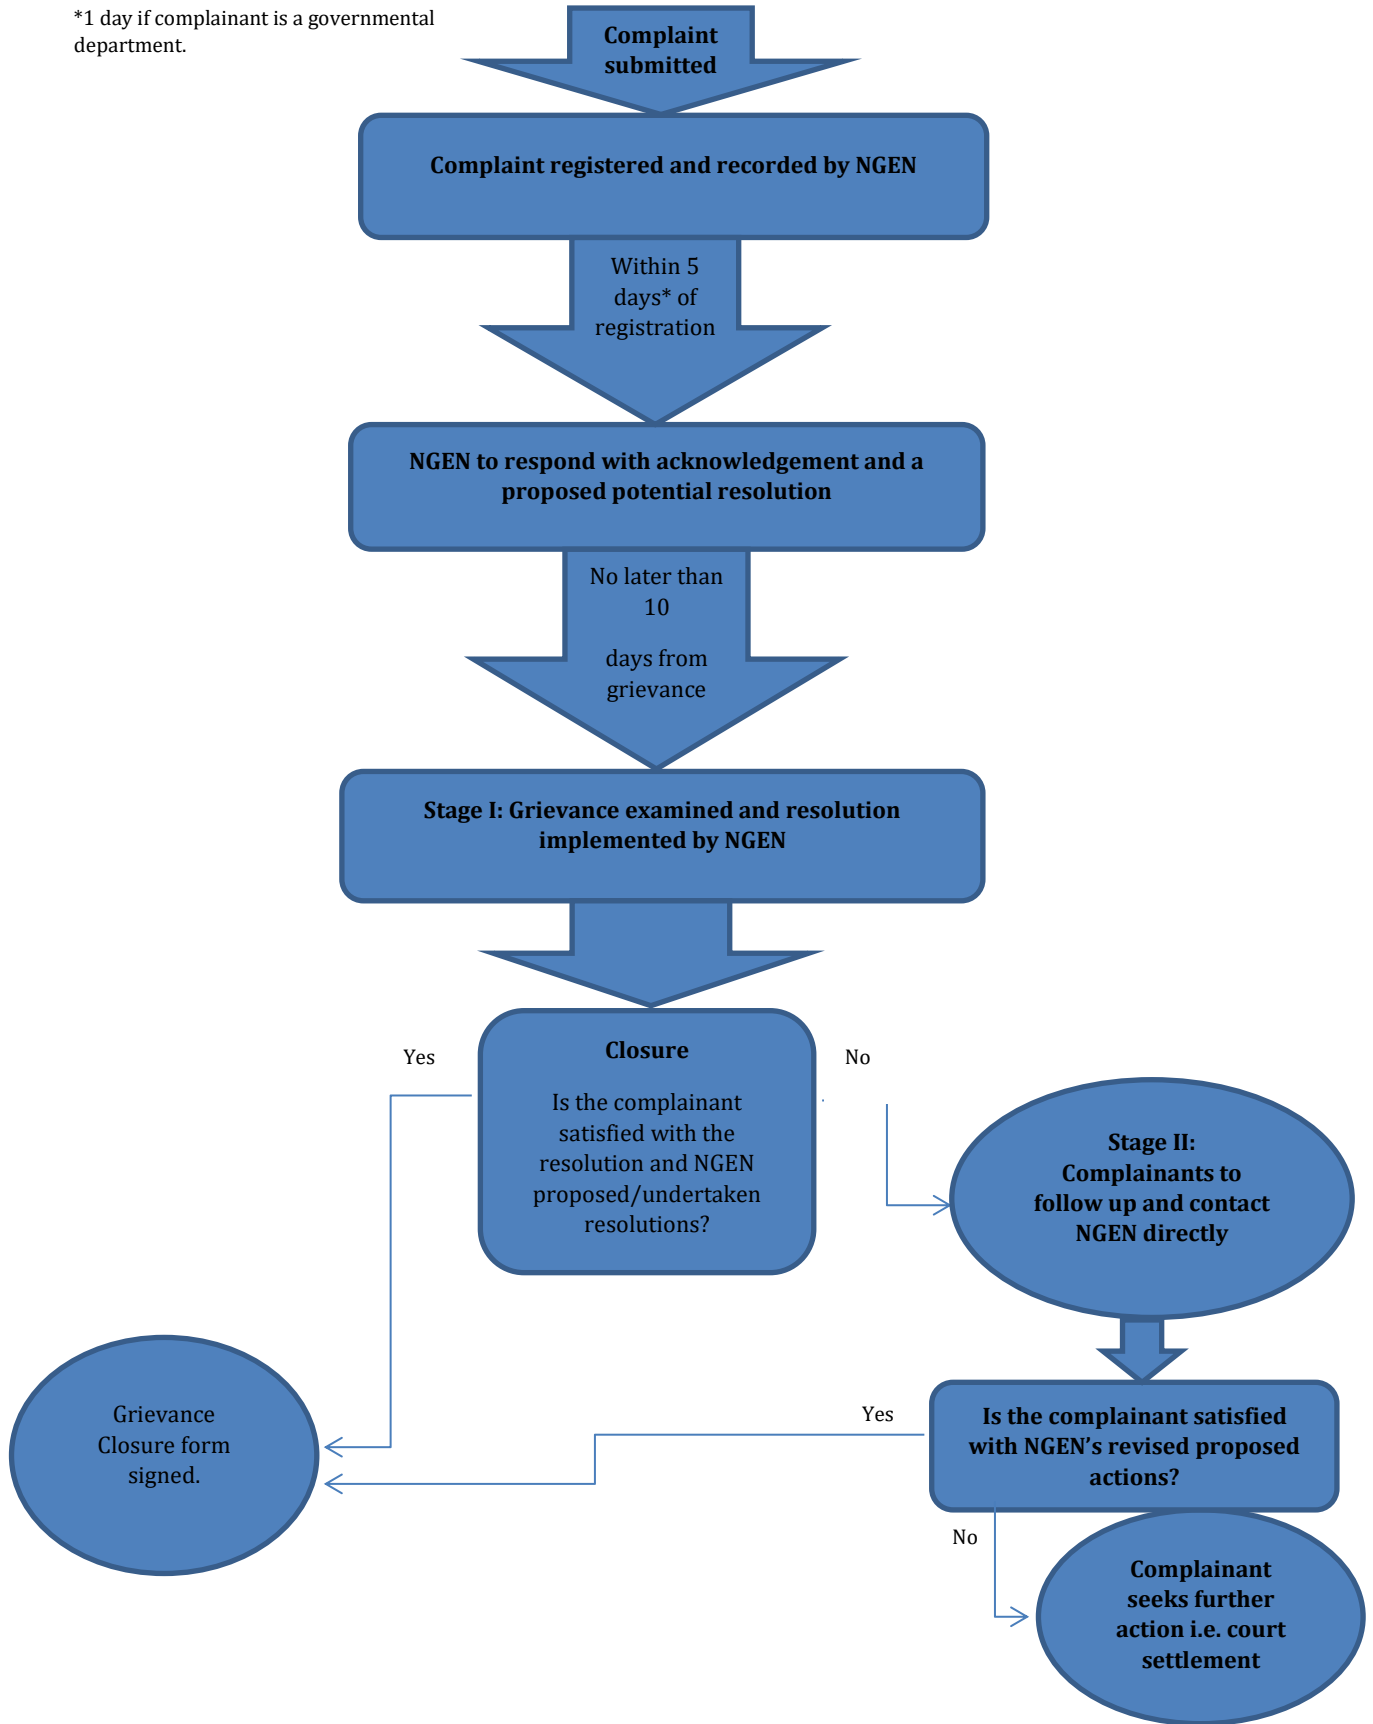 *1 day if complainant is a governmental
department.
Complaint
submitted
Complaint registered and recorded by NGEN
Within 5
days* of
registration
NGEN to respond with acknowledgement and a
proposed potential resolution
No later than
10
days from
grievance
Stage I: Grievance examined and resolution
implemented by NGEN
Yes
Closure
No
Is the complainant
satisfied with the
resolution and NGEN
proposed/undertaken
resolutions?
Stage II:
Complainants to
follow up and contact
NGEN directly
Grievance
Closure form
signed.
Yes
Is the complainant satisfied
with NGEN’s revised proposed
actions?
No
Complainant
seeks further
action i.e. court
settlement